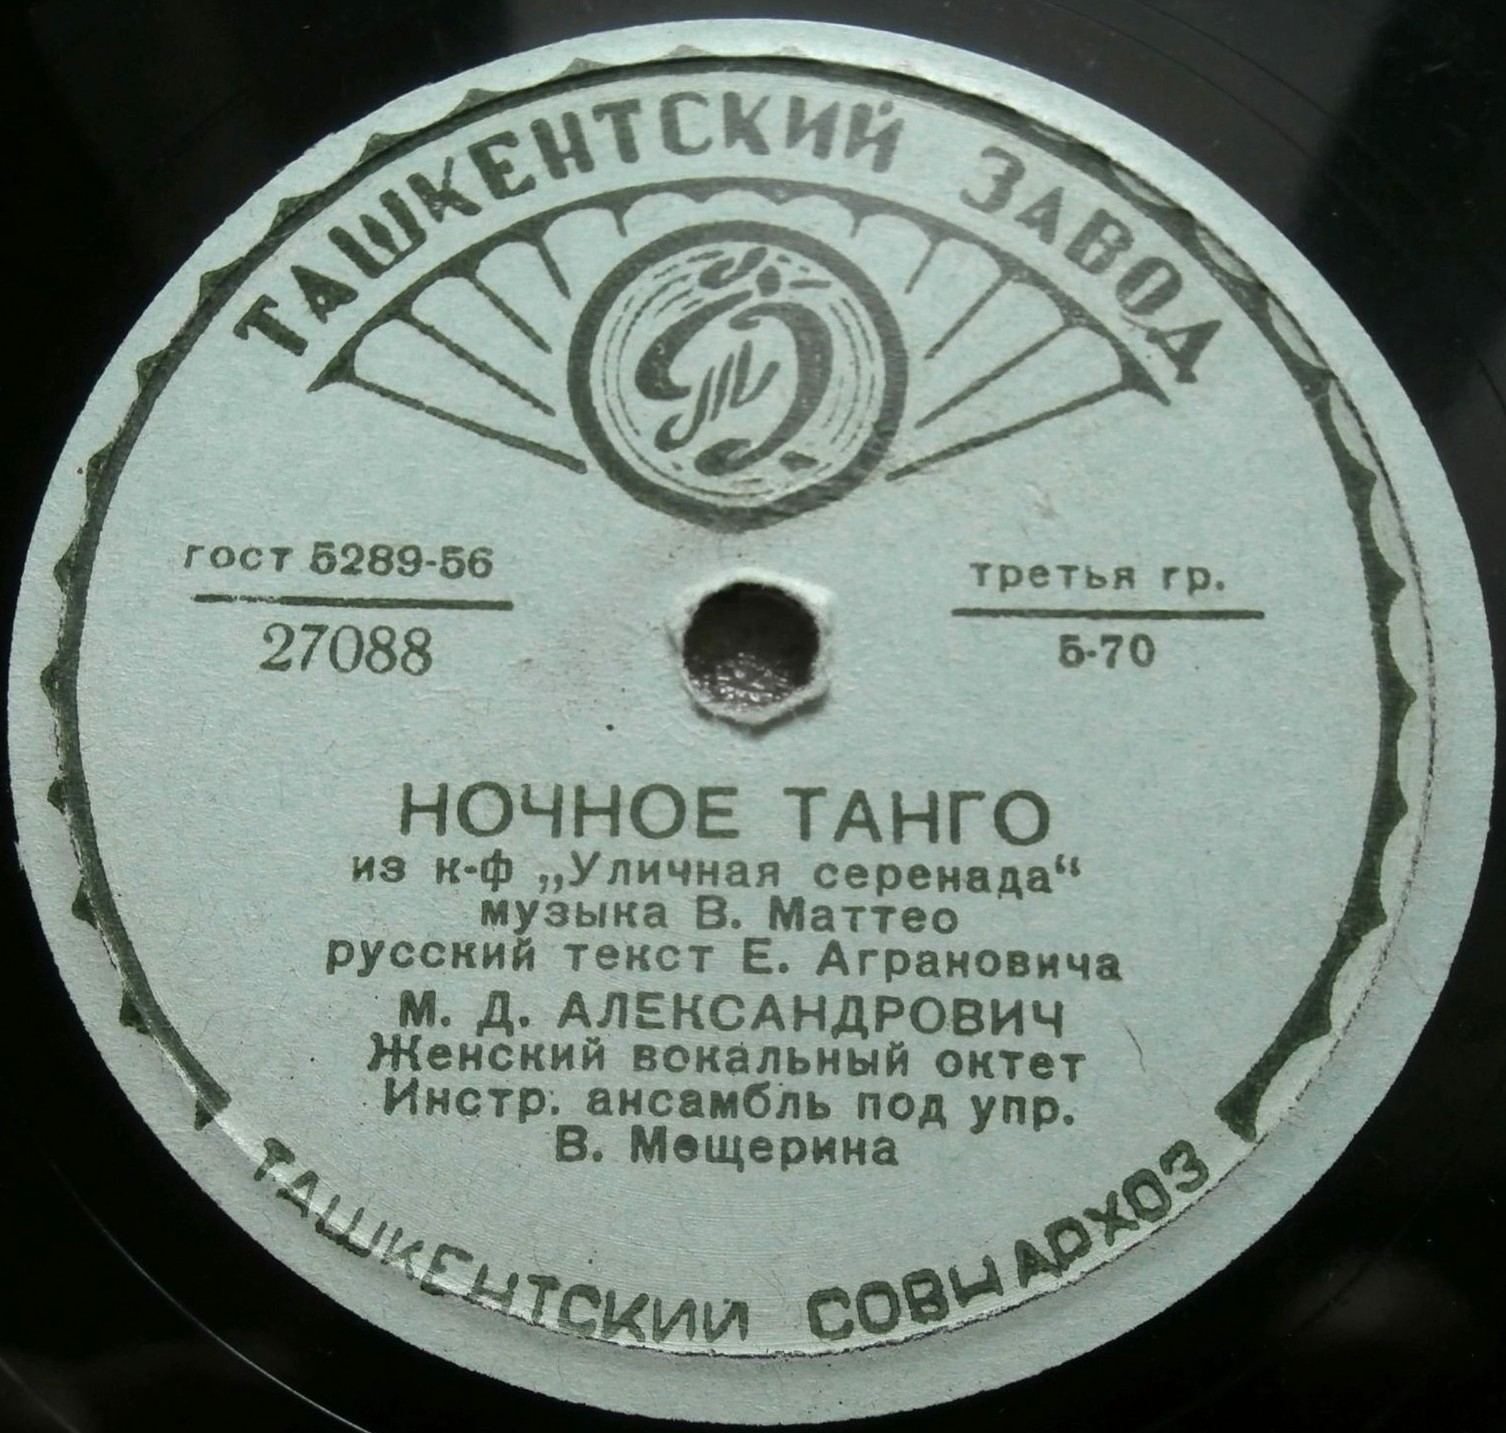 ТАШКЕНТСКИЙ ЗАВОД
гост 5289-56
27088
третья гр.
5-70
НОЧНОЕ ТАНГО
из к-ф „Уличная серенада“
музыка В. Маттео
русский текст Е. Аграновича
М. Д. АЛЕКСАНДРОВИЧ
Женский вокальный октет
Инстр. ансамбль под упр.
В. Мещерина
ТАШКЕНТСКИЙ СОВНАРХОЗ